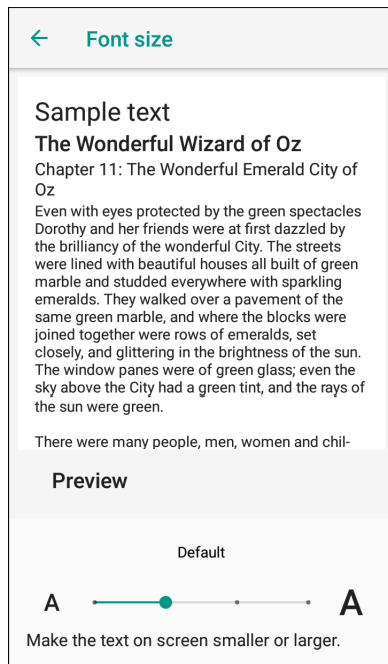 Font size
Sample text
The Wonderful Wizard of Oz
Chapter 11: The Wonderful Emerald City of
Oz
Even with eyes protected by the green spectacles
Dorothy and her friends were at first dazzled by
the brilliancy of the wonderful City. The streets
were lined with beautiful houses all built of green
marble and studded everywhere with sparkling
emeralds. They walked over a pavement of the
same green marble, and where the blocks were
joined together were rows of emeralds, set
closely, and glittering in the brightness of the sun.
The window panes were of green glass; even the
sky above the City had a green tint, and the rays of
the sun were green.
There were many people, men, women and chil-
Preview
Default
A A
Make the text on screen smaller or larger.